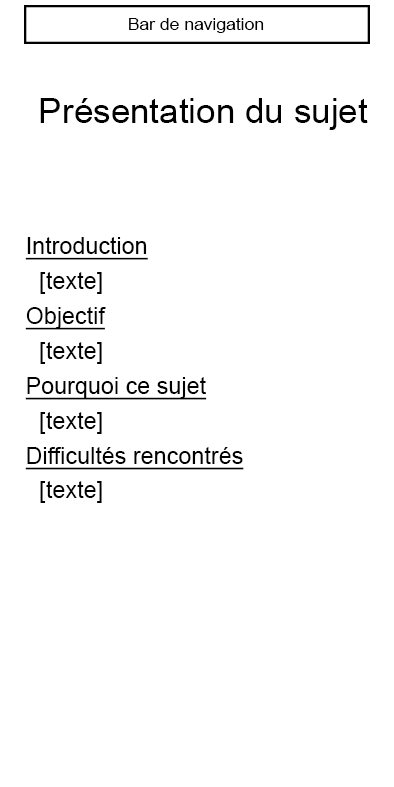 Bar de navigation
Présentation du sujet
Introduction
[texte]
Objectif
[texte]
Pourquoi ce sujet
[texte]
Difficultés rencontrés
[texte]